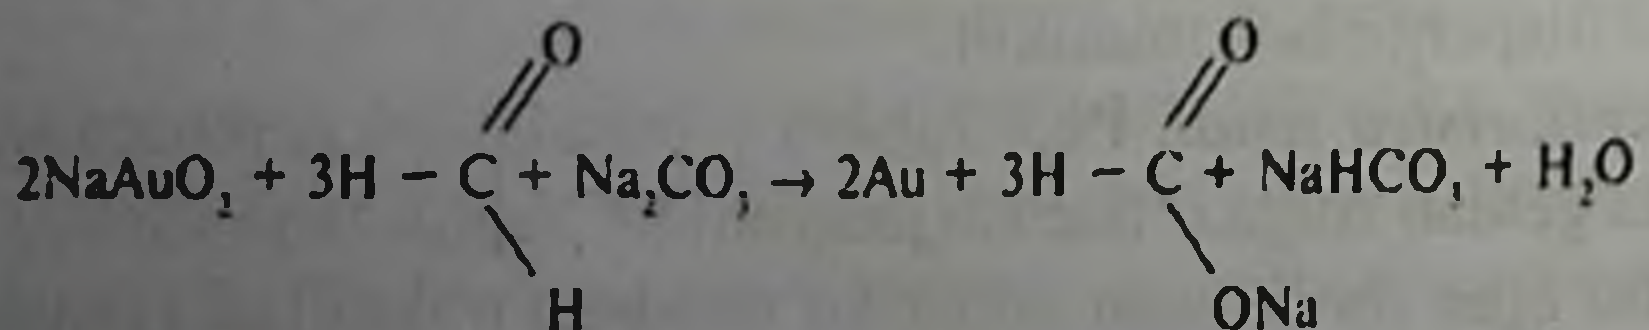 O O
2NaAuO₂ + 3H – C + Na₂CO₃ → 2Au + 3H – C + NaHCO₃ + H₂O
H ONa